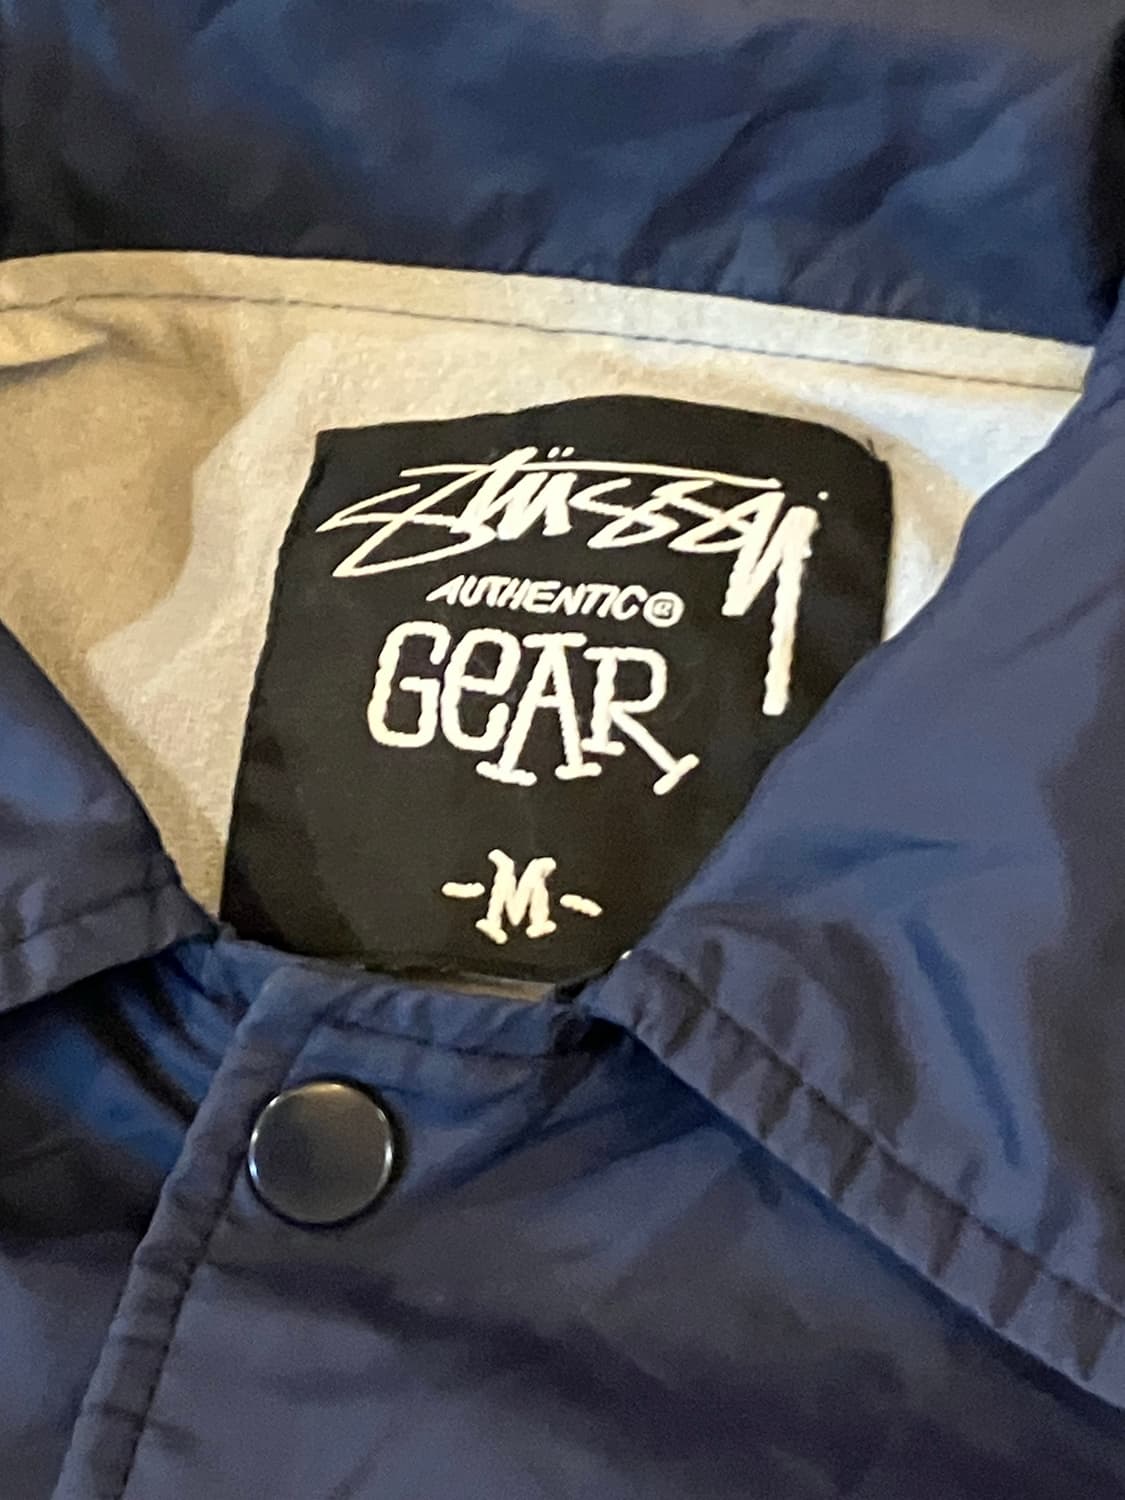 Stüssy
AUTHENTIC®
GeAR
-M-